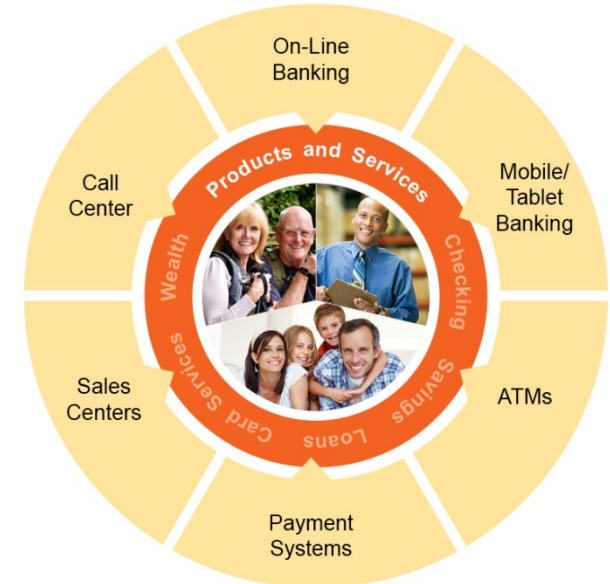 On-Line
Banking
Mobile/
Tablet
Banking
ATMs
Payment
Systems
Sales
Centers
Call
Center
Products and Services
Checking
Savings
Loans
Card Services
Wealth